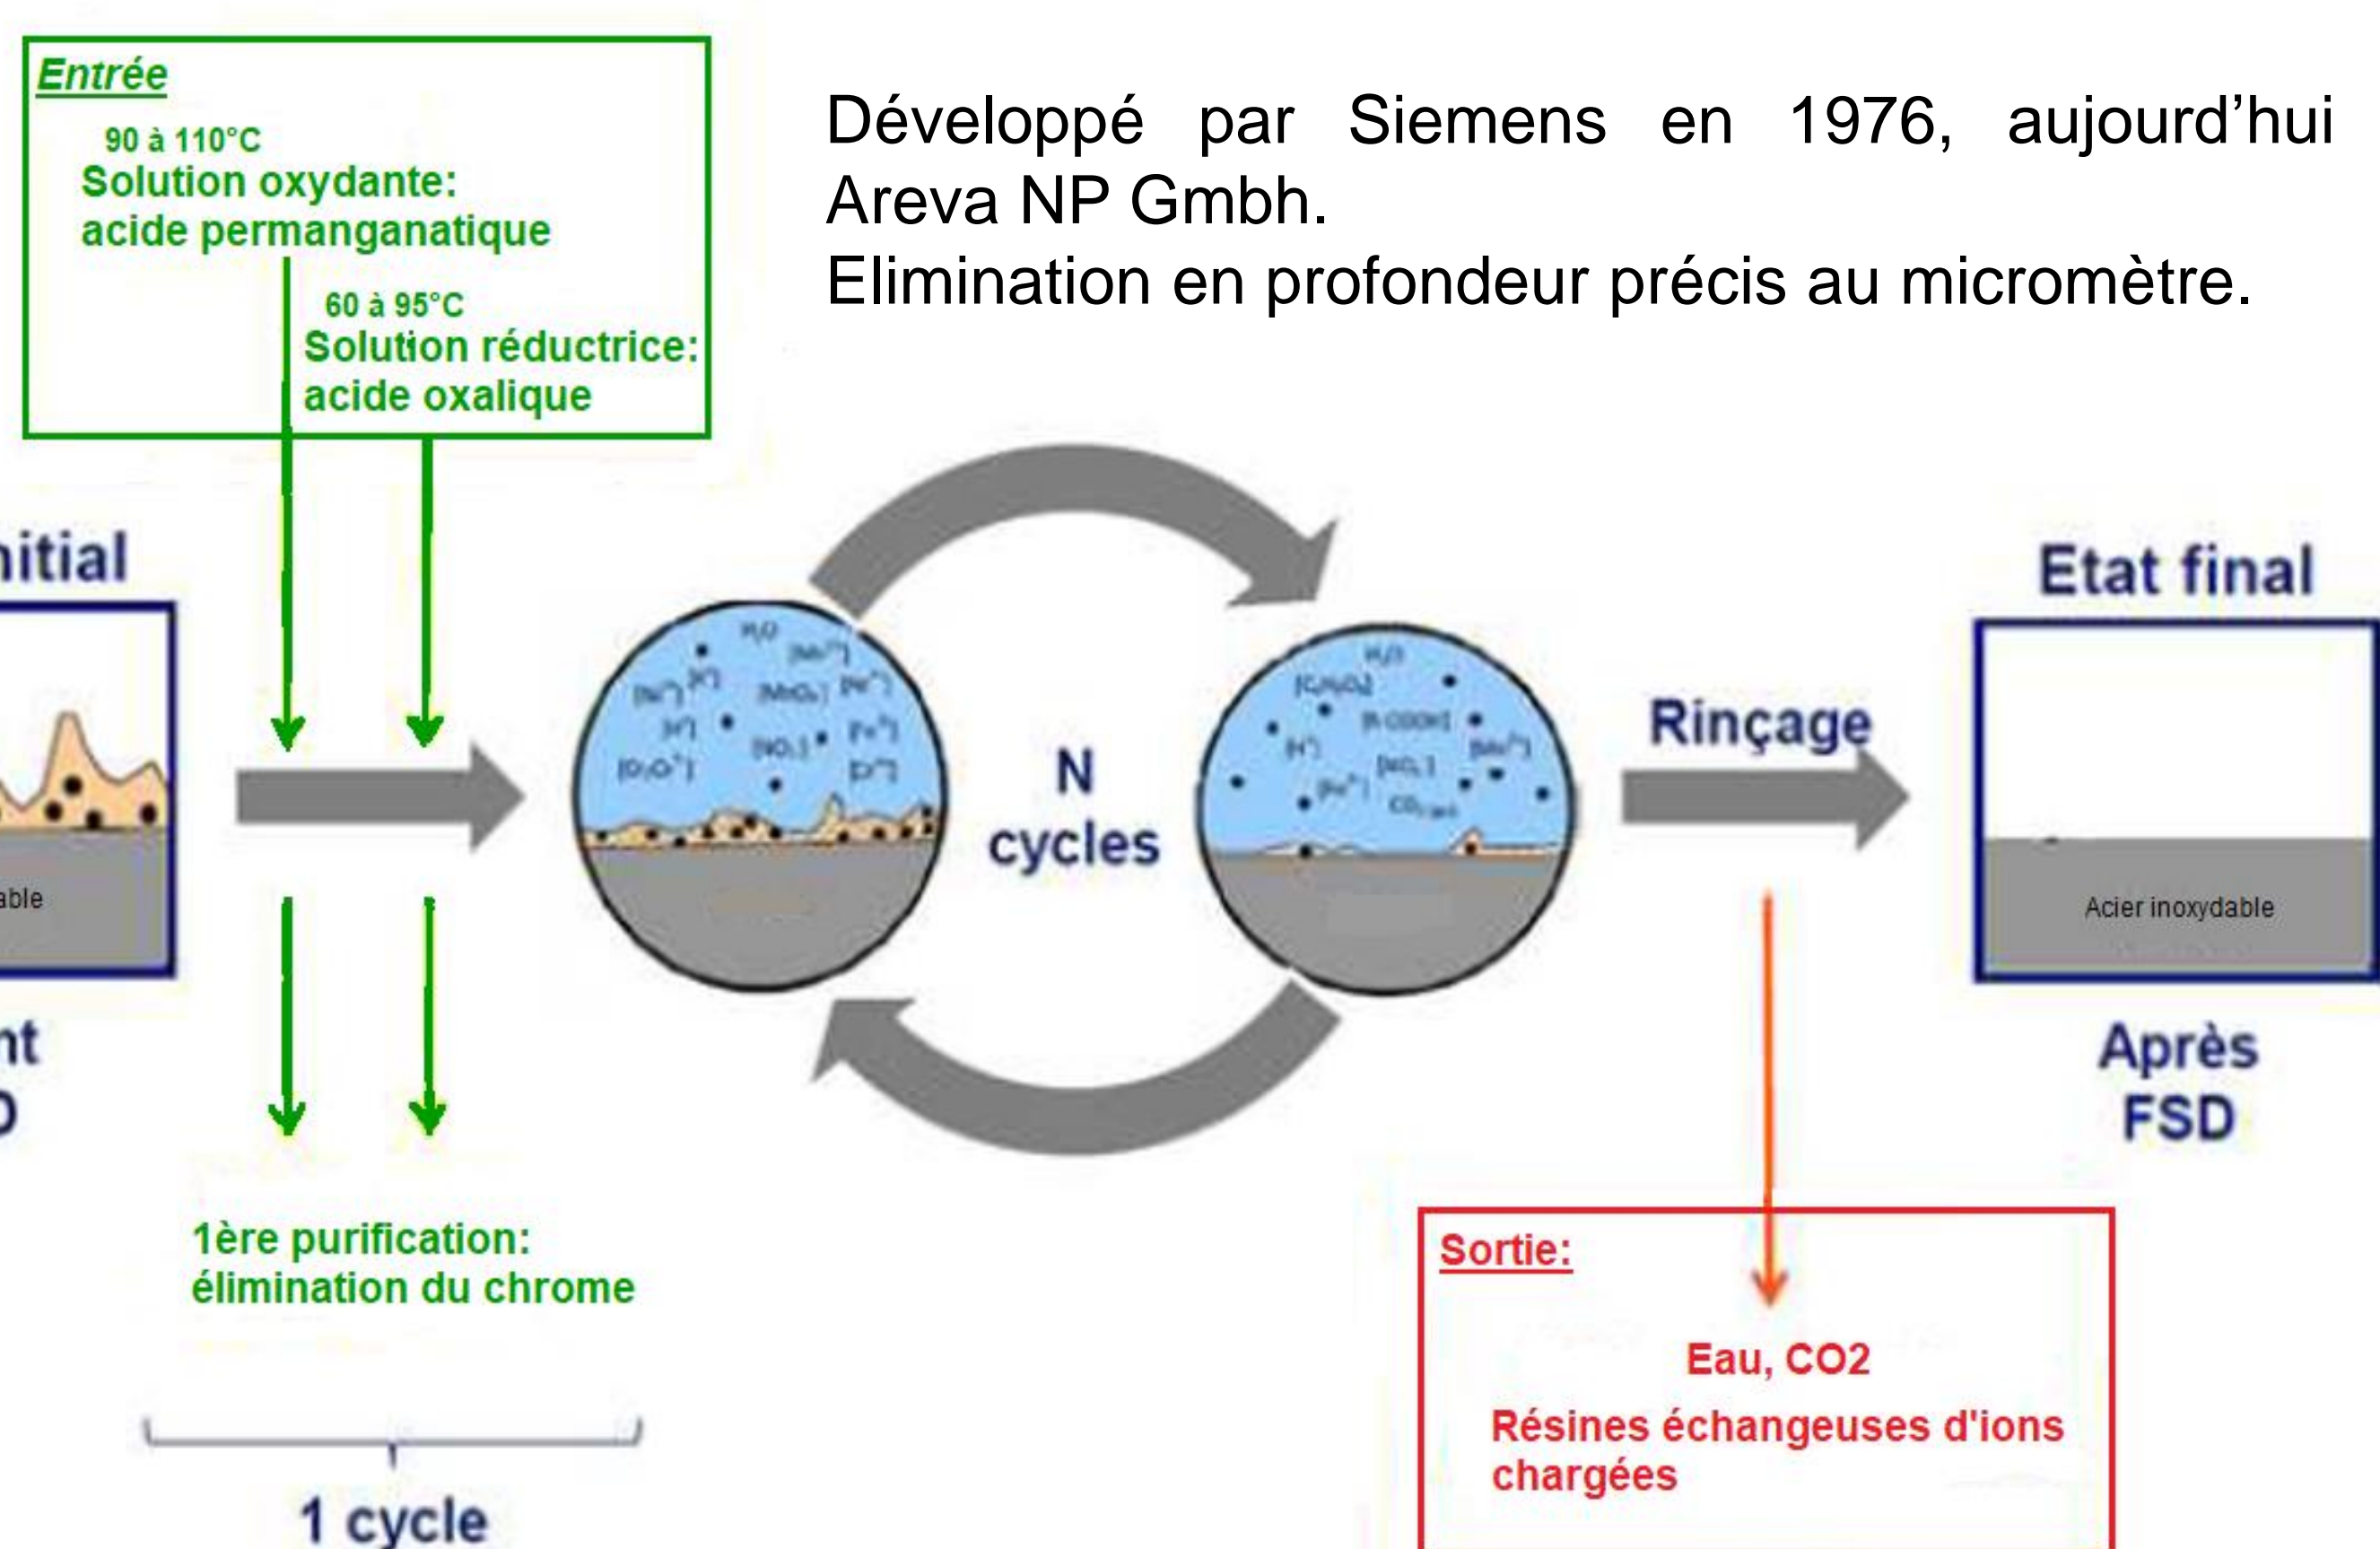 Entrée
90 à 110°C
Solution oxydante:
acide permanganatique
60 à 95°C
Solution réductrice:
acide oxalique
Développé par Siemens en 1976, aujourd’hui
Areva NP Gmbh.
Elimination en profondeur précis au micromètre.
nitial
Etat final
H₂O
H₂O
N
cycles
Rinçage
able
Acier inoxydable
nt
D
Après
FSD
1ère purification:
élimination du chrome
1 cycle
Sortie:
Eau, CO2
Résines échangeuses d'ions
chargées